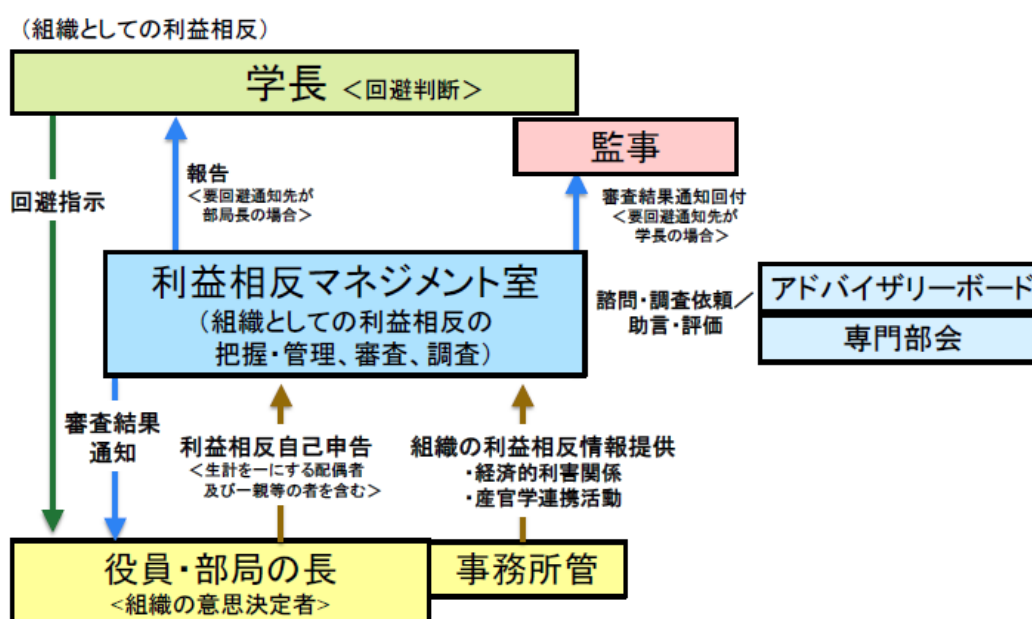 (組織としての利益相反)
学長 <回避判断>
監事
回避指示
報告
<要回避通知先が
部局長の場合>
審査結果通知回付
<要回避通知先が
学長の場合>
利益相反マネジメント室
(組織としての利益相反の
把握・管理、審査、調査)
諮問・調査依頼/
助言・評価
アドバイザリーボード
専門部会
審査結果
通知
利益相反自己申告
<生計を一にする配偶者
及び一親等の者を含む>
組織の利益相反情報提供
・経済的利害関係
・産官学連携活動
役員・部局の長
<組織の意思決定者>
事務所管